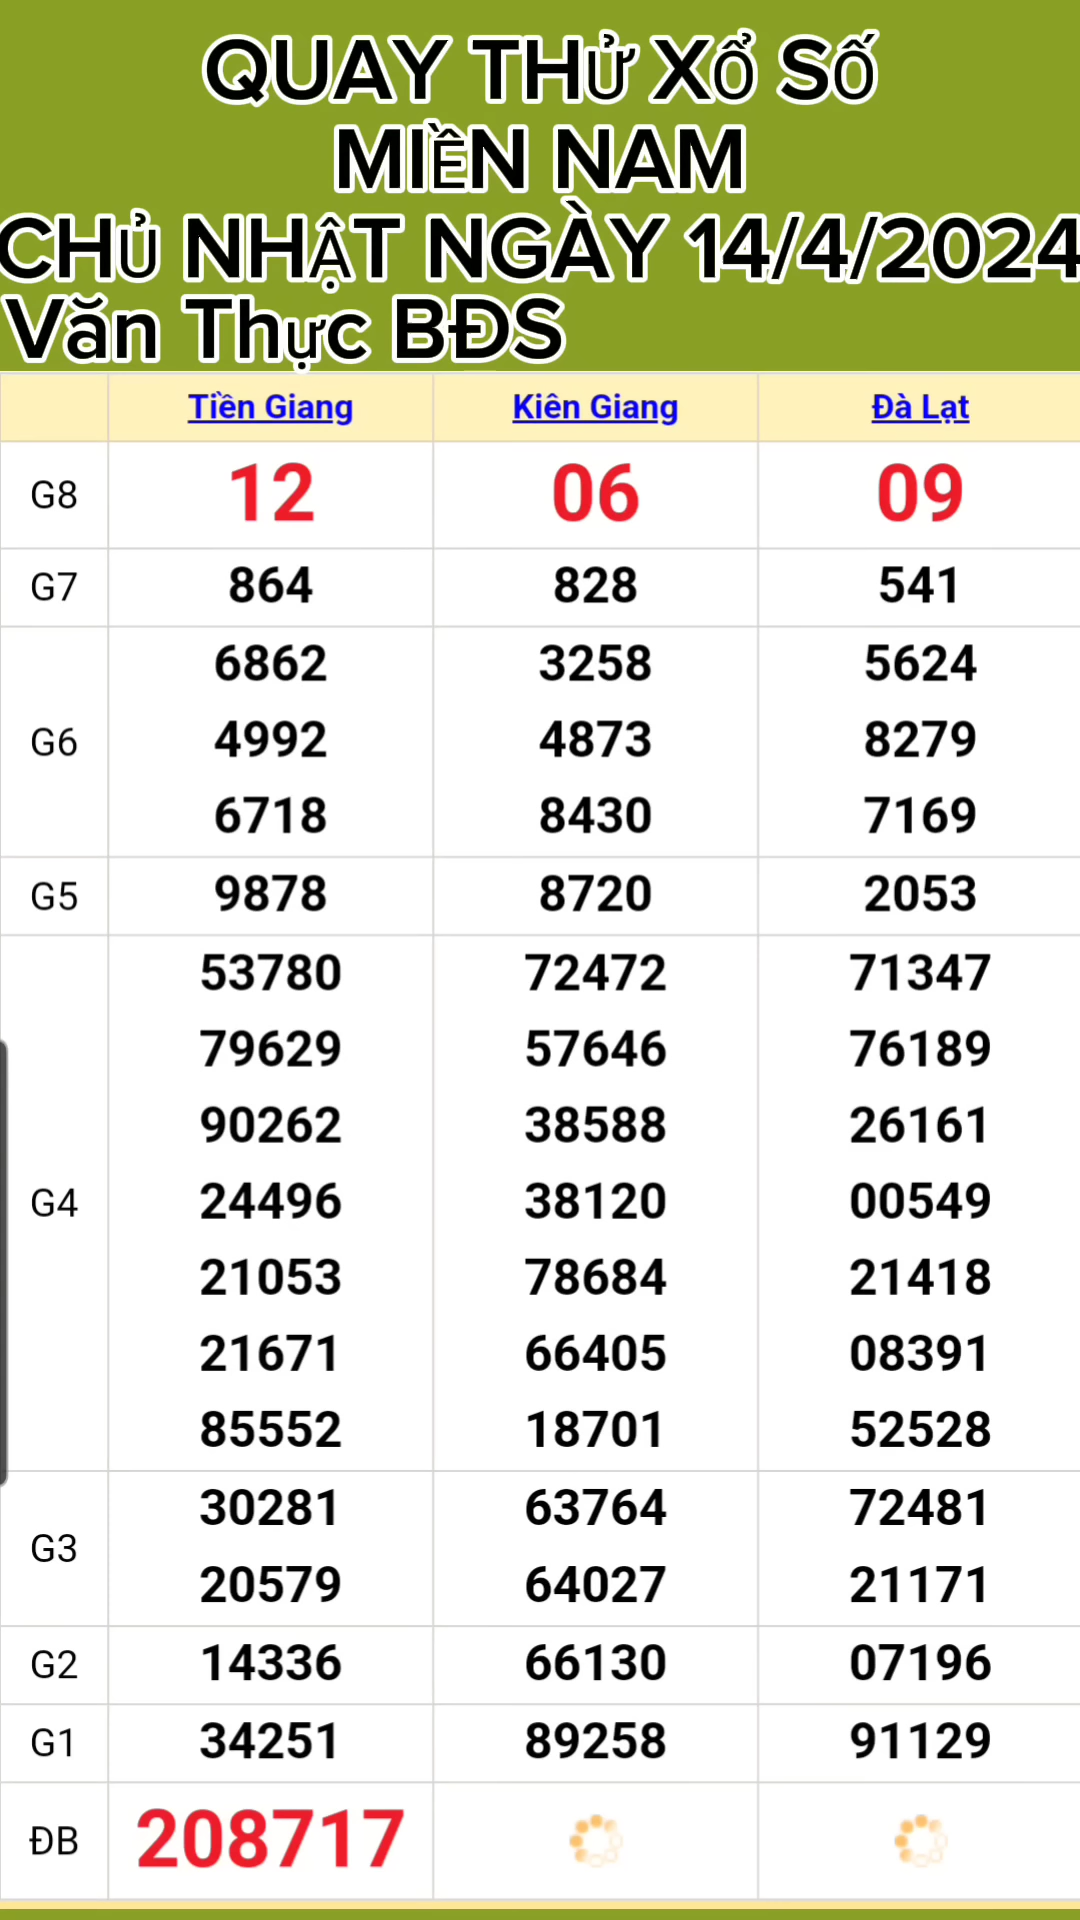 QUAY THỬ XỔ SỐ
MIỀN NAM
CHỦ NHẬT NGÀY 14/4/2024
Văn Thực BĐS
Tiền Giang Kiên Giang Đà Lạt
G8 12 06 09
G7 864 828 541
6862 3258 5624
G6 4992 4873 8279
6718 8430 7169
G5 9878 8720 2053
53780 72472 71347
79629 57646 76189
90262 38588 26161
G4 24496 38120 00549
21053 78684 21418
21671 66405 08391
85552 18701 52528
G3 30281 63764 72481
20579 64027 21171
G2 14336 66130 07196
G1 34251 89258 91129
ĐB 208717